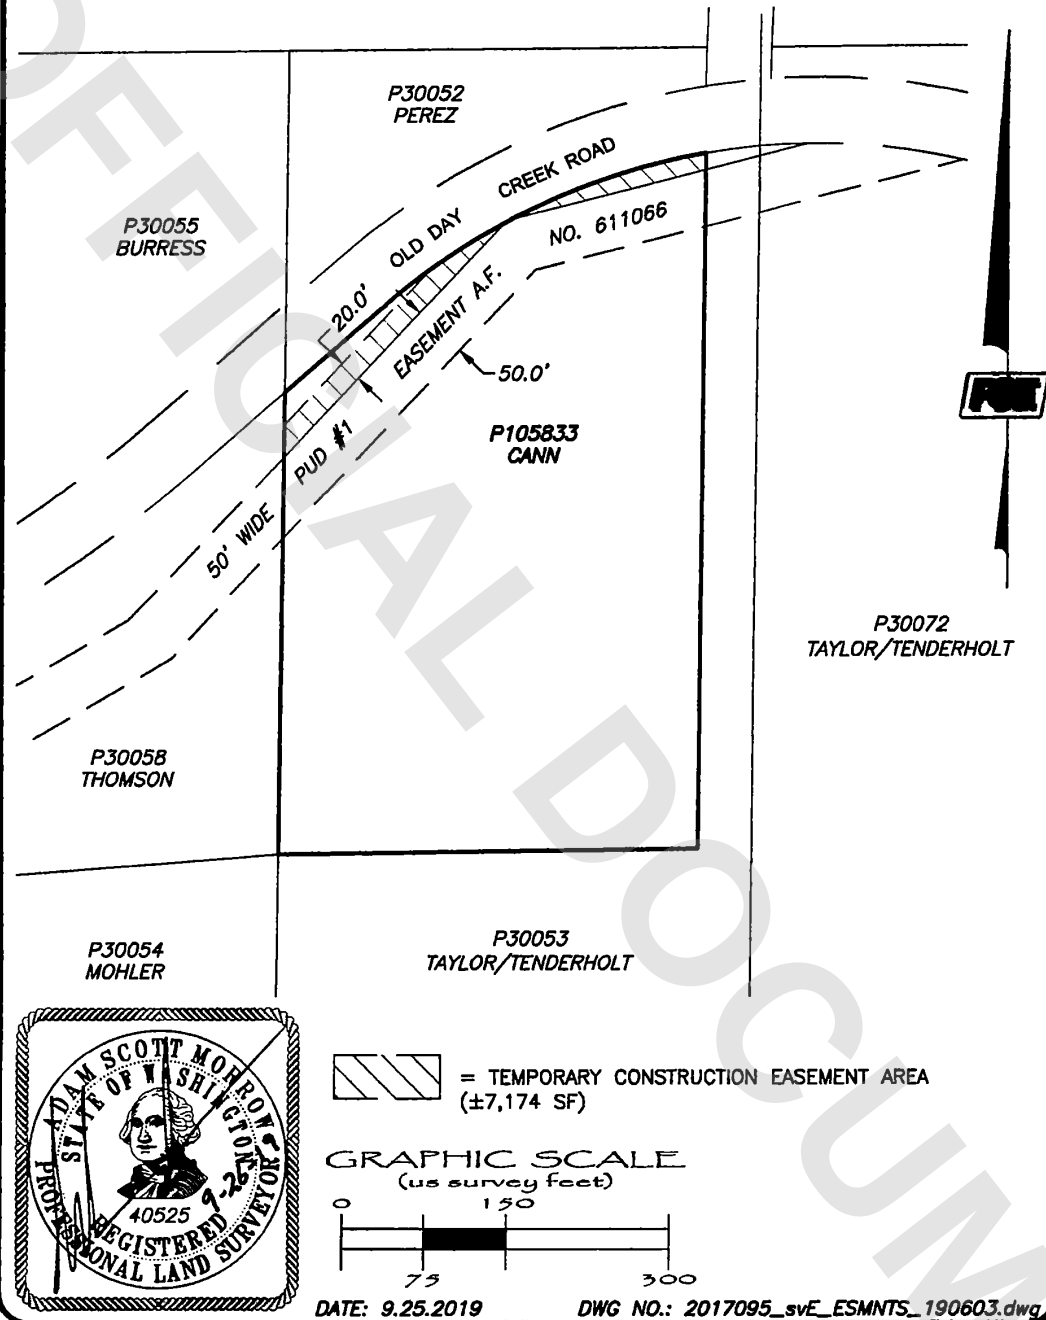 P30052
PEREZ
P30055
BURRESS
OLD DAY CREEK ROAD
NO. 611066
20.0'
EASEMENT A.F.
50.0'
P105833
CANN
PUD #1
50' WIDE
P30072
TAYLOR/TENDERHOLT
P30058
THOMSON
P30054
MOHLER
P30053
TAYLOR/TENDERHOLT
ADAM SCOTT MORROW
STATE OF WASHINGTON
40525
9-26
REGISTERED
PROFESSIONAL LAND SURVEYOR
= TEMPORARY CONSTRUCTION EASEMENT AREA
(±7,174 SF)
GRAPHIC SCALE
(us survey feet)
0 150
75 300
DATE: 9.25.2019 DWG NO.: 2017095_svE_ESMNTS_190603.dwg